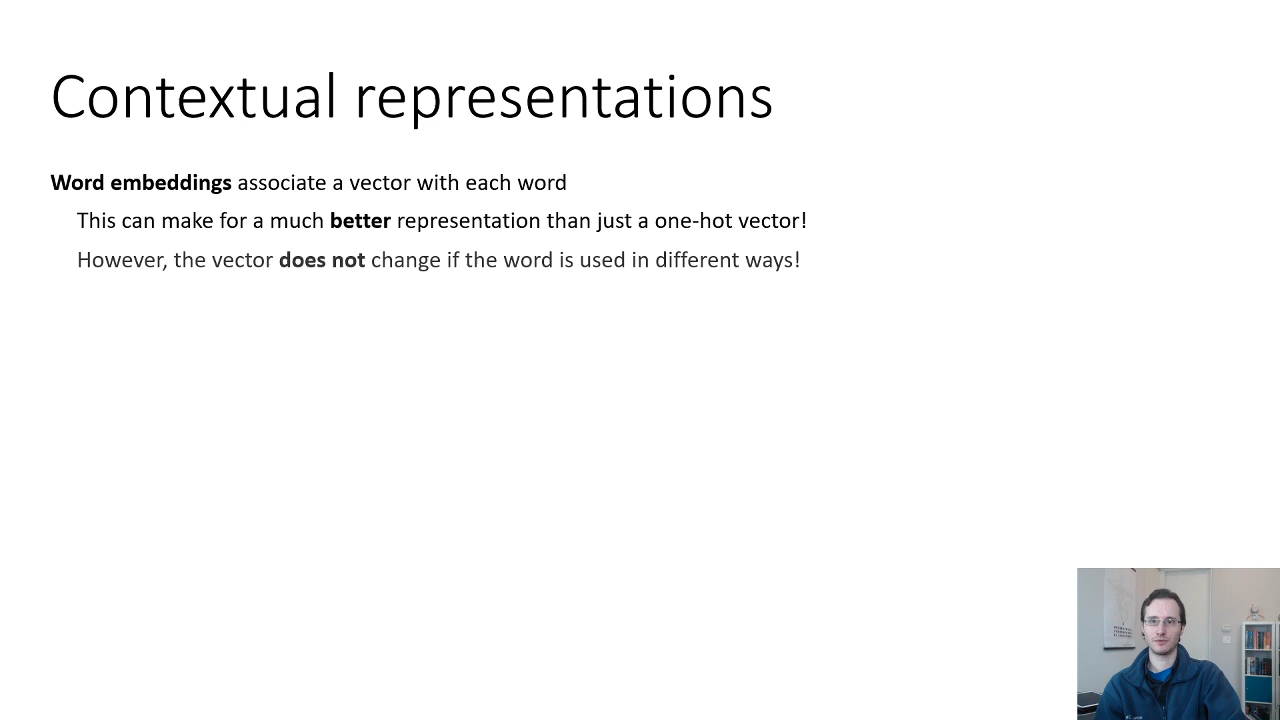 Contextual representations
Word embeddings associate a vector with each word
This can make for a much better representation than just a one-hot vector!
However, the vector does not change if the word is used in different ways!